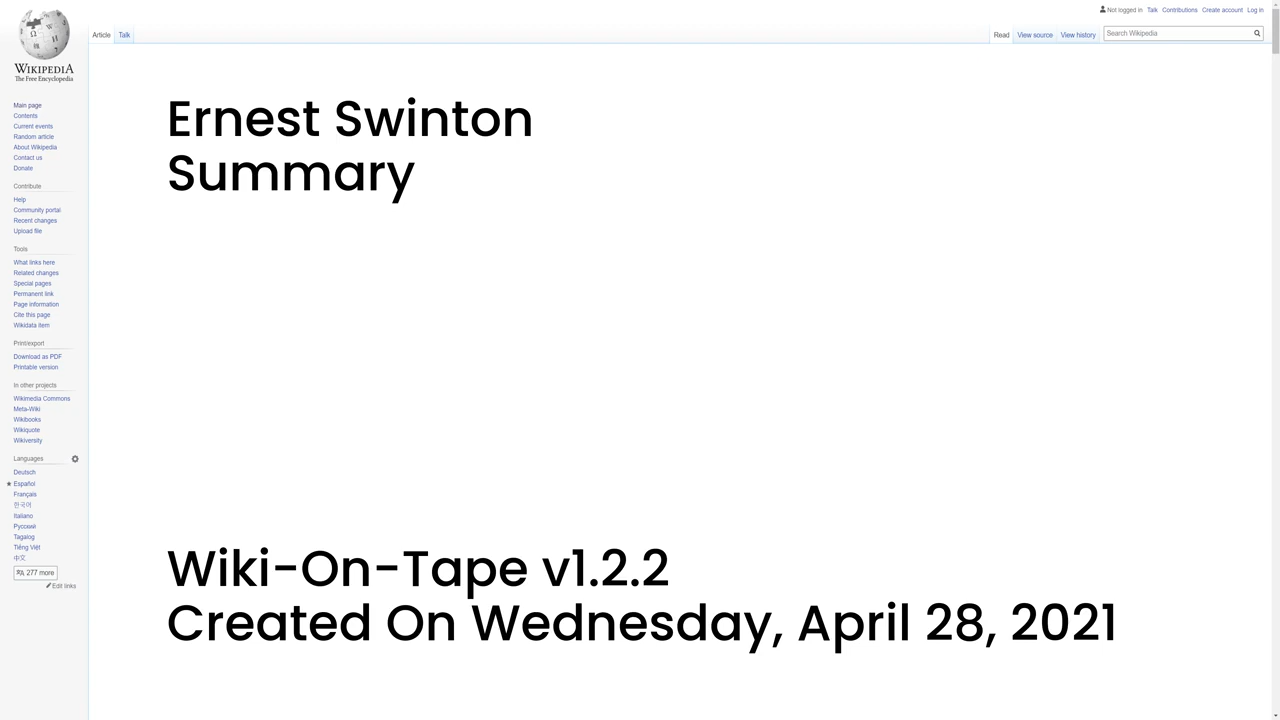 Not logged in Talk Contributions Create account Log in
Article Talk
Read View source View history Search Wikipedia
WIKIPEDIA
The Free Encyclopedia
Main page
Contents
Current events
Random article
About Wikipedia
Contact us
Donate
Contribute
Help
Community portal
Recent changes
Upload file
Tools
What links here
Related changes
Special pages
Permanent link
Page information
Cite this page
Wikidata item
Print/export
Download as PDF
Printable version
In other projects
Wikimedia Commons
Meta-Wiki
Wikibooks
Wikiquote
Wikiversity
Languages
Deutsch
Español
Français
한국어
Italiano
Русский
Tagalog
Tiếng Việt
中文
277 more
Edit links
Ernest Swinton
Summary
Wiki-On-Tape v1.2.2
Created On Wednesday, April 28, 2021